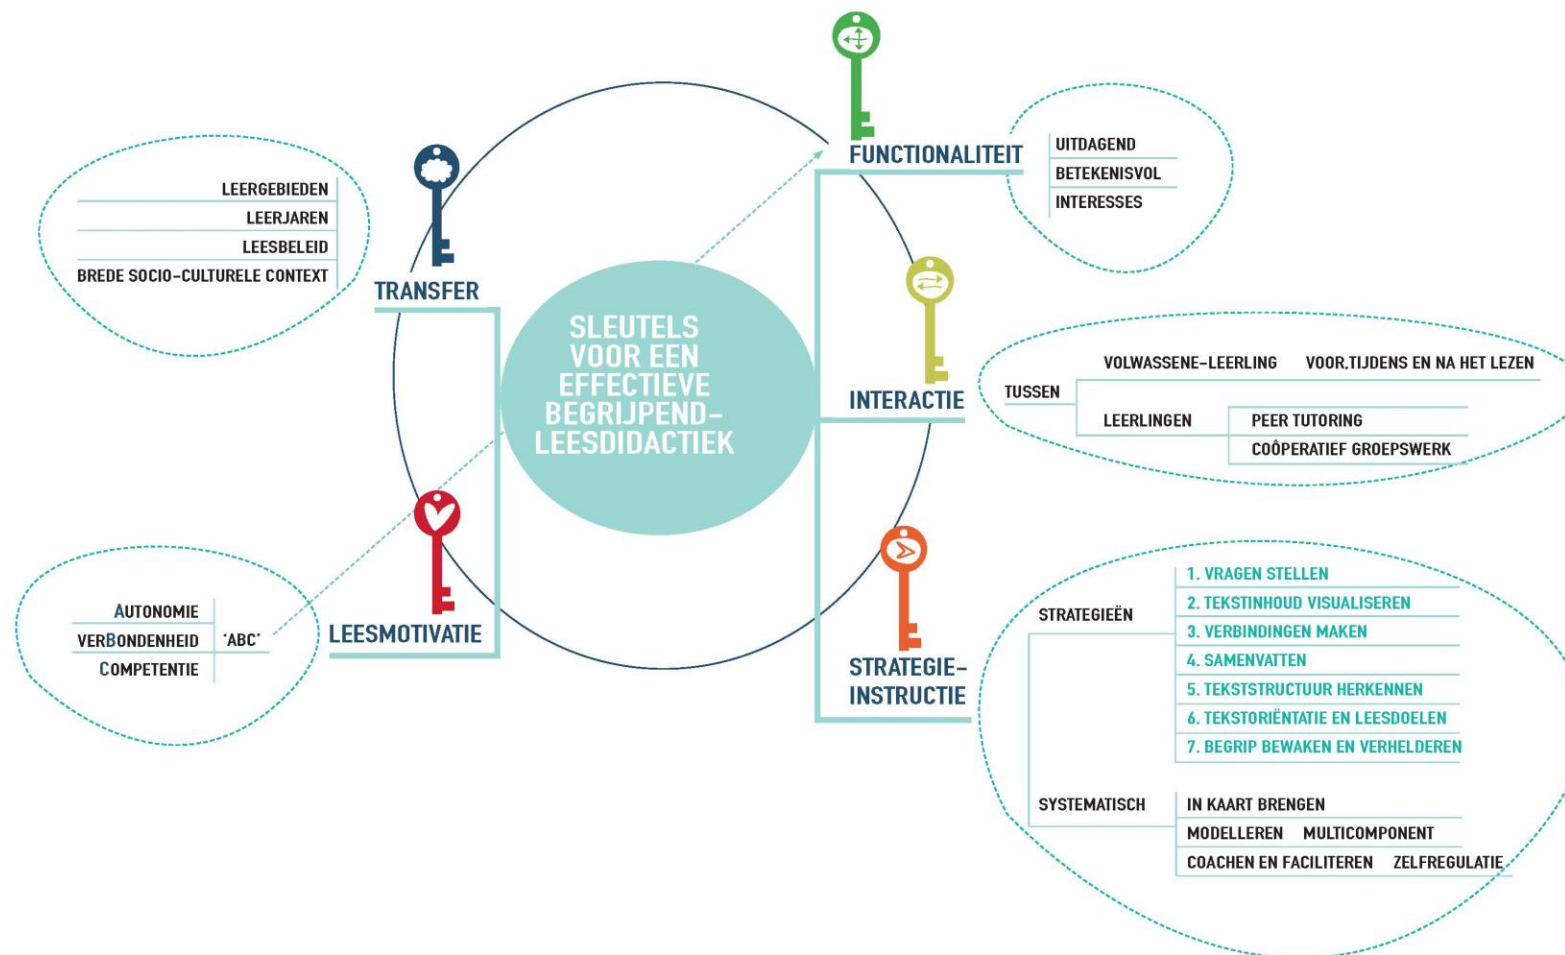 FUNCTIONALITEIT
UITDAGEND
BETEKENISVOL
INTERESSES
LEERGEBIEDEN
LEERJAREN
LEESBELEID
BREDE SOCIO-CULTURELE CONTEXT
TRANSFER
SLEUTELS
VOOR EEN
EFFECTIEVE
BEGRIJPEND-
LEESDIDACTIEK
INTERACTIE
TUSSEN
VOLWASSENE-LEERLING VOOR,TIJDENS EN NA HET LEZEN
LEERLINGEN
PEER TUTORING
COÔPERATIEF GROEPSWERK
AUTONOMIE
VERBONDENHEID 'ABC'
COMPETENTIE
LEESMOTIVATIE
STRATEGIE-
INSTRUCTIE
STRATEGIEËN
1. VRAGEN STELLEN
2. TEKSTINHOUD VISUALISEREN
3. VERBINDINGEN MAKEN
4. SAMENVATTEN
5. TEKSTSTRUCTUUR HERKENNEN
6. TEKSTORIËNTATIE EN LEESDOELEN
7. BEGRIP BEWAKEN EN VERHELDEREN
SYSTEMATISCH
IN KAART BRENGEN
MODELLEREN MULTICOMPONENT
COACHEN EN FACILITEREN ZELFREGULATIE